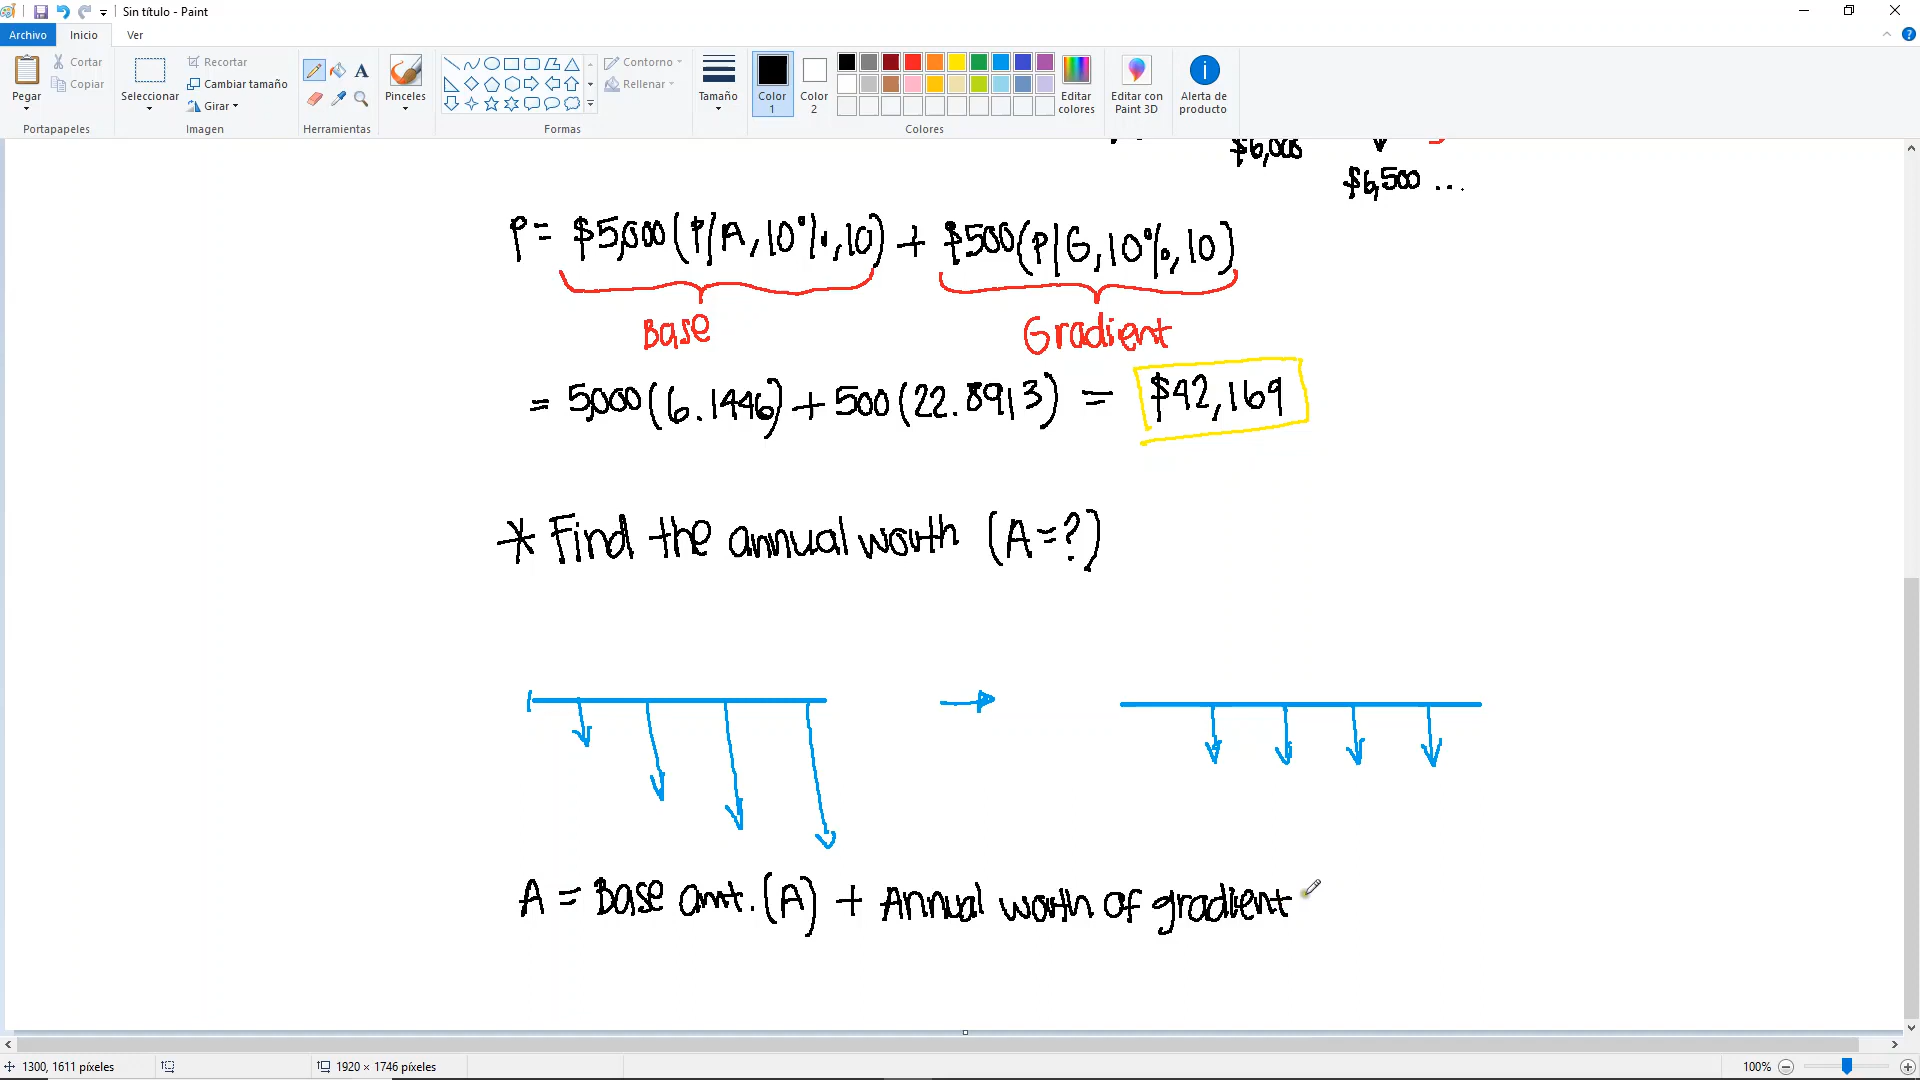 Sin título - Paint
Archivo Inicio Ver
Pegar
Cortar
Copiar
Portapapeles
Seleccionar
Recortar
Cambiar tamaño
Girar
Imagen
A
Herramientas
Pinceles
Contorno
Rellenar
Formas
Tamaño
Color 1
Color 2
Editar colores
Colores
Editar con Paint 3D
Alerta de producto
$6,000
$6,500 ...
P = $5,000(P/A, 10%, 10) + $500(P/G, 10%, 10)
Base Gradient
= 5,000(6.1446) + 500(22.8913) = $42,169
* Find the annual worth (A=?)
A = Base amt. (A) + Annual worth of gradient
1300, 1611 píxeles
1920 × 1746 píxeles
100%